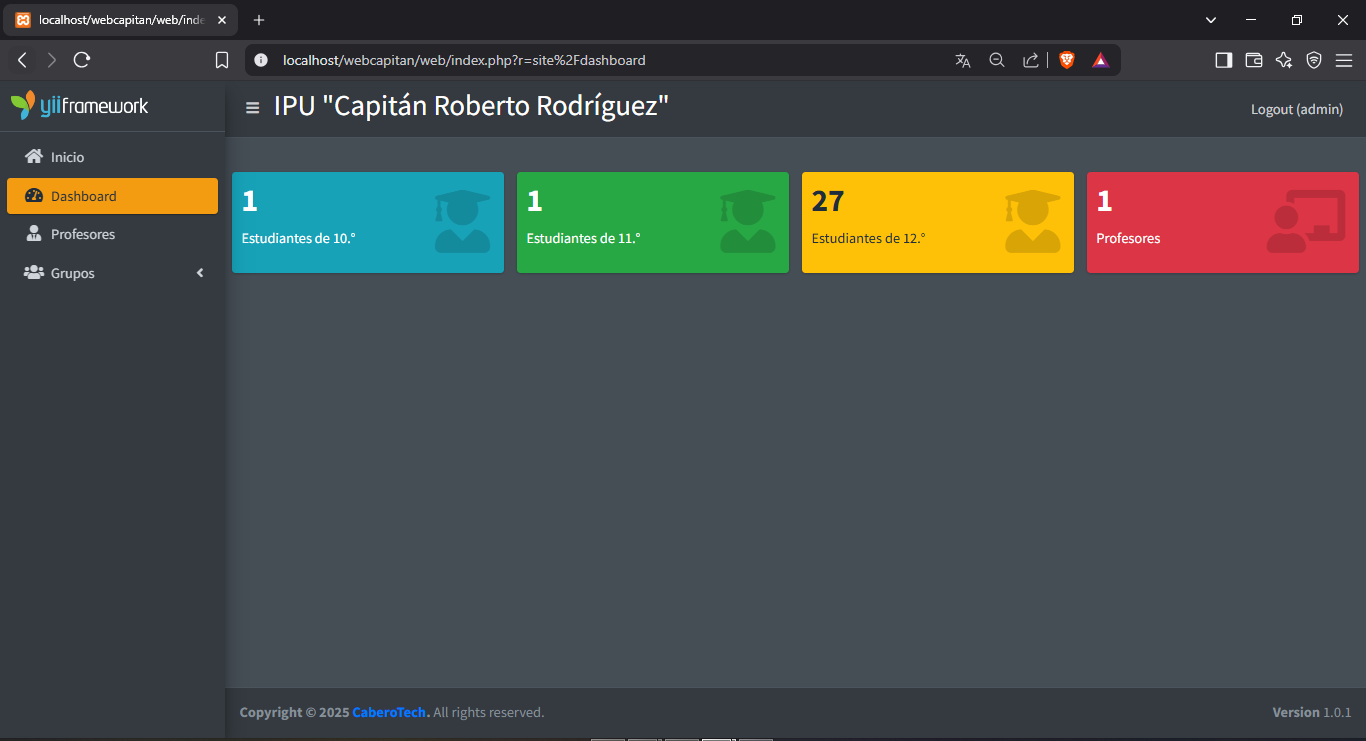 localhost/webcapitan/web/inde
localhost/webcapitan/web/index.php?r=site%2Fdashboard
yiiframework
IPU "Capitán Roberto Rodríguez"
Logout (admin)
Inicio
Dashboard
Profesores
Grupos
1
Estudiantes de 10.°
1
Estudiantes de 11.°
27
Estudiantes de 12.°
1
Profesores
Copyright © 2025 CaberoTech. All rights reserved.
Version 1.0.1